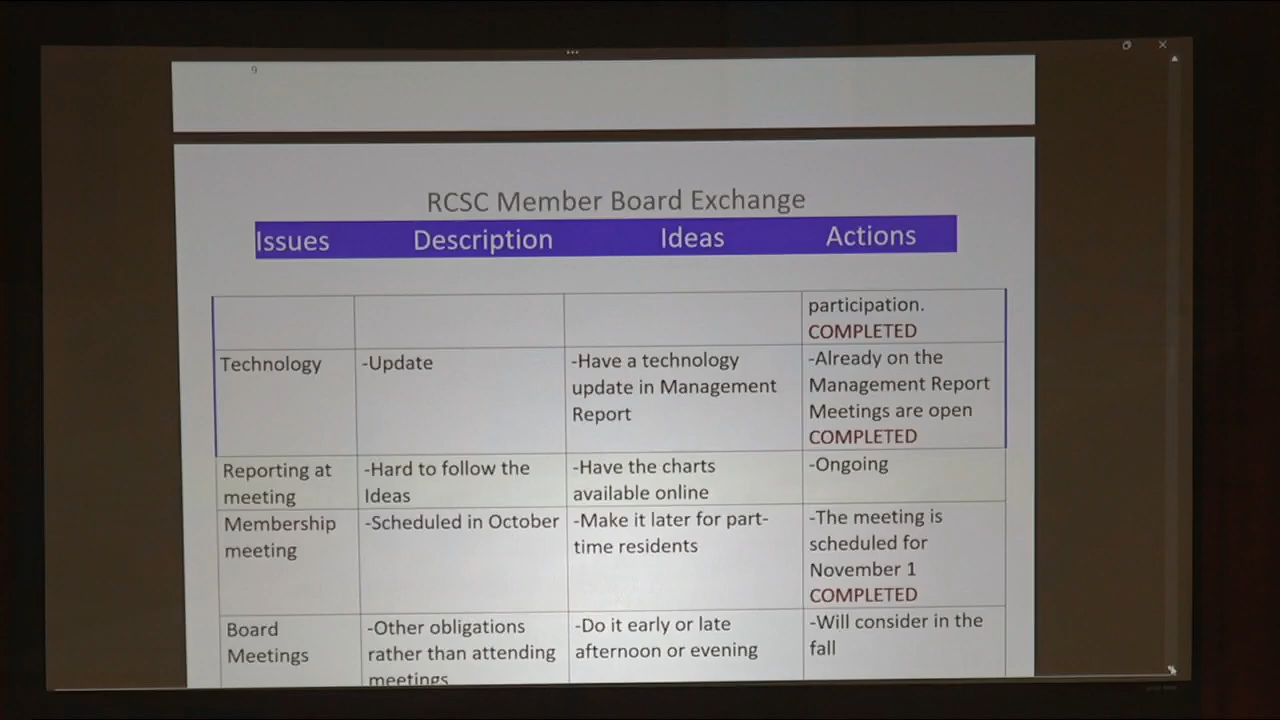 9
RCSC Member Board Exchange
Issues Description Ideas Actions
participation.
COMPLETED
Technology
-Update
-Have a technology
update in Management
Report
-Already on the
Management Report
Meetings are open
COMPLETED
Reporting at
meeting
-Hard to follow the
Ideas
-Have the charts
available online
-Ongoing
Membership
meeting
-Scheduled in October
-Make it later for part-
time residents
-The meeting is
scheduled for
November 1
COMPLETED
Board
Meetings
-Other obligations
rather than attending
meetings
-Do it early or late
afternoon or evening
-Will consider in the
fall